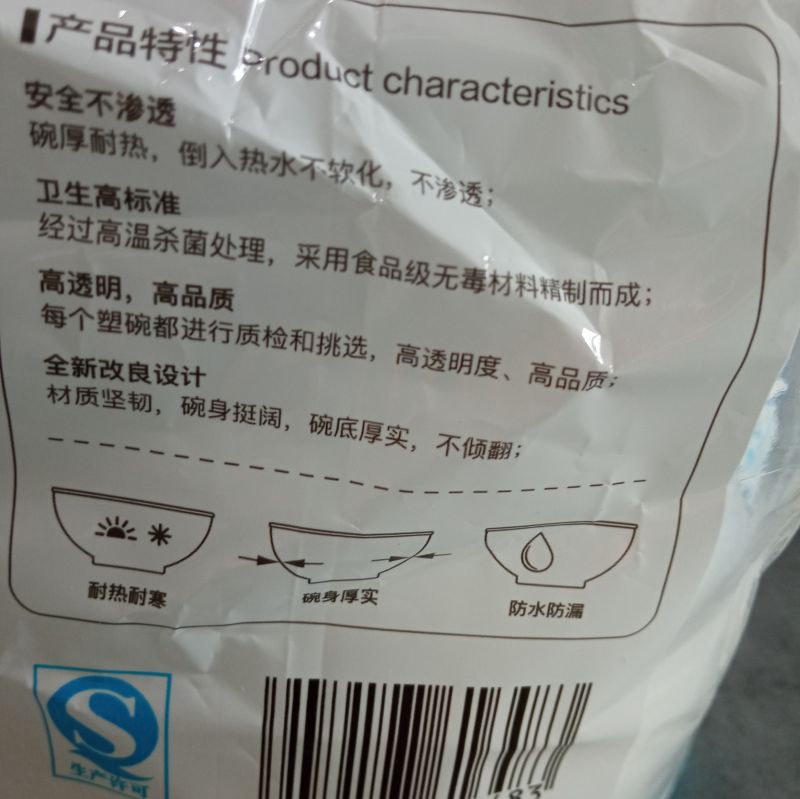 产品特性 Product characteristics
安全不渗透
碗厚耐热，倒入热水不软化，不渗透；
卫生高标准
经过高温杀菌处理，采用食品级无毒材料精制而成；
高透明，高品质
每个塑碗都进行质检和挑选，高透明度、高品质；
全新改良设计
材质坚韧，碗身挺阔，碗底厚实，不倾翻；
耐热耐寒
碗身厚实
防水防漏
生产许可